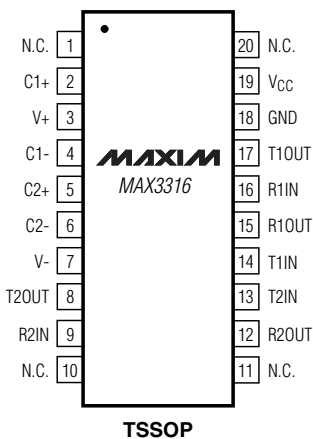 N.C. 1 20 N.C.
C1+ 2 19 VCC
V+ 3 18 GND
C1- 4 MAXIM 17 T1OUT
C2+ 5 MAX3316 16 R1IN
C2- 6 15 R1OUT
V- 7 14 T1IN
T2OUT 8 13 T2IN
R2IN 9 12 R2OUT
N.C. 10 11 N.C.
TSSOP